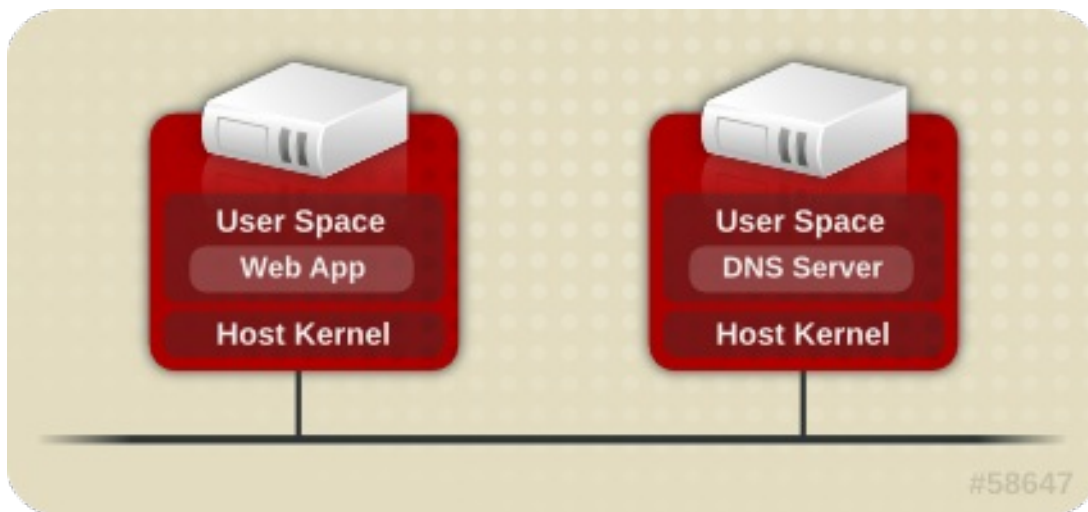 User Space
Web App
Host Kernel
User Space
DNS Server
Host Kernel
#58647